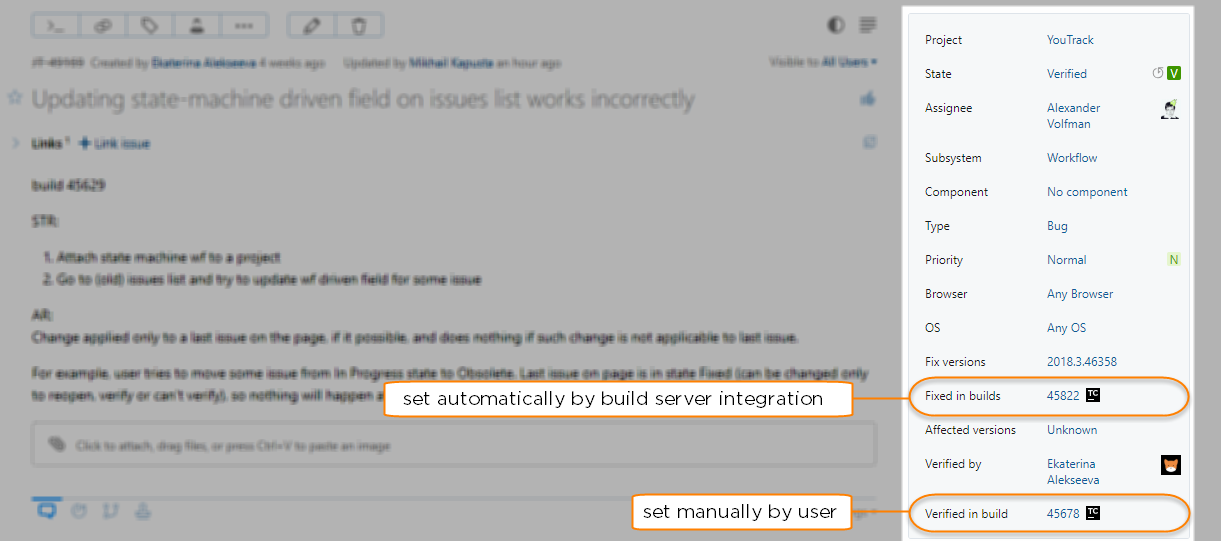 Created by Ekaterina Alekseeva 4 weeks ago Updated by Mikhail Kapusta an hour ago Visible to All Users
Updating state-machine driven field on issues list works incorrectly
Links 1 + Link issue
build 45629
STR:
1. Attach state machine wf to a project
2. Go to (old) issues list and try to update wf driven field for some issue
AR:
Change applied only to a last issue on the page, if it possible, and does nothing if such change is not applicable to last issue.
For example, user tries to move some issue from In Progress state to Obsolete. Last issue on page is in state Fixed (can be changed only
to reopen, verify or can't verify), so nothing will happen
Click to attach, drag files, or press Ctrl+V to paste an image
set automatically by build server integration
set manually by user
Project YouTrack
State Verified V
Assignee Alexander
Volfman
Subsystem Workflow
Component No component
Type Bug
Priority Normal N
Browser Any Browser
OS Any OS
Fix versions 2018.3.46358
Fixed in builds 45822 TC
Affected versions Unknown
Verified by Ekaterina
Alekseeva
Verified in build 45678 TC